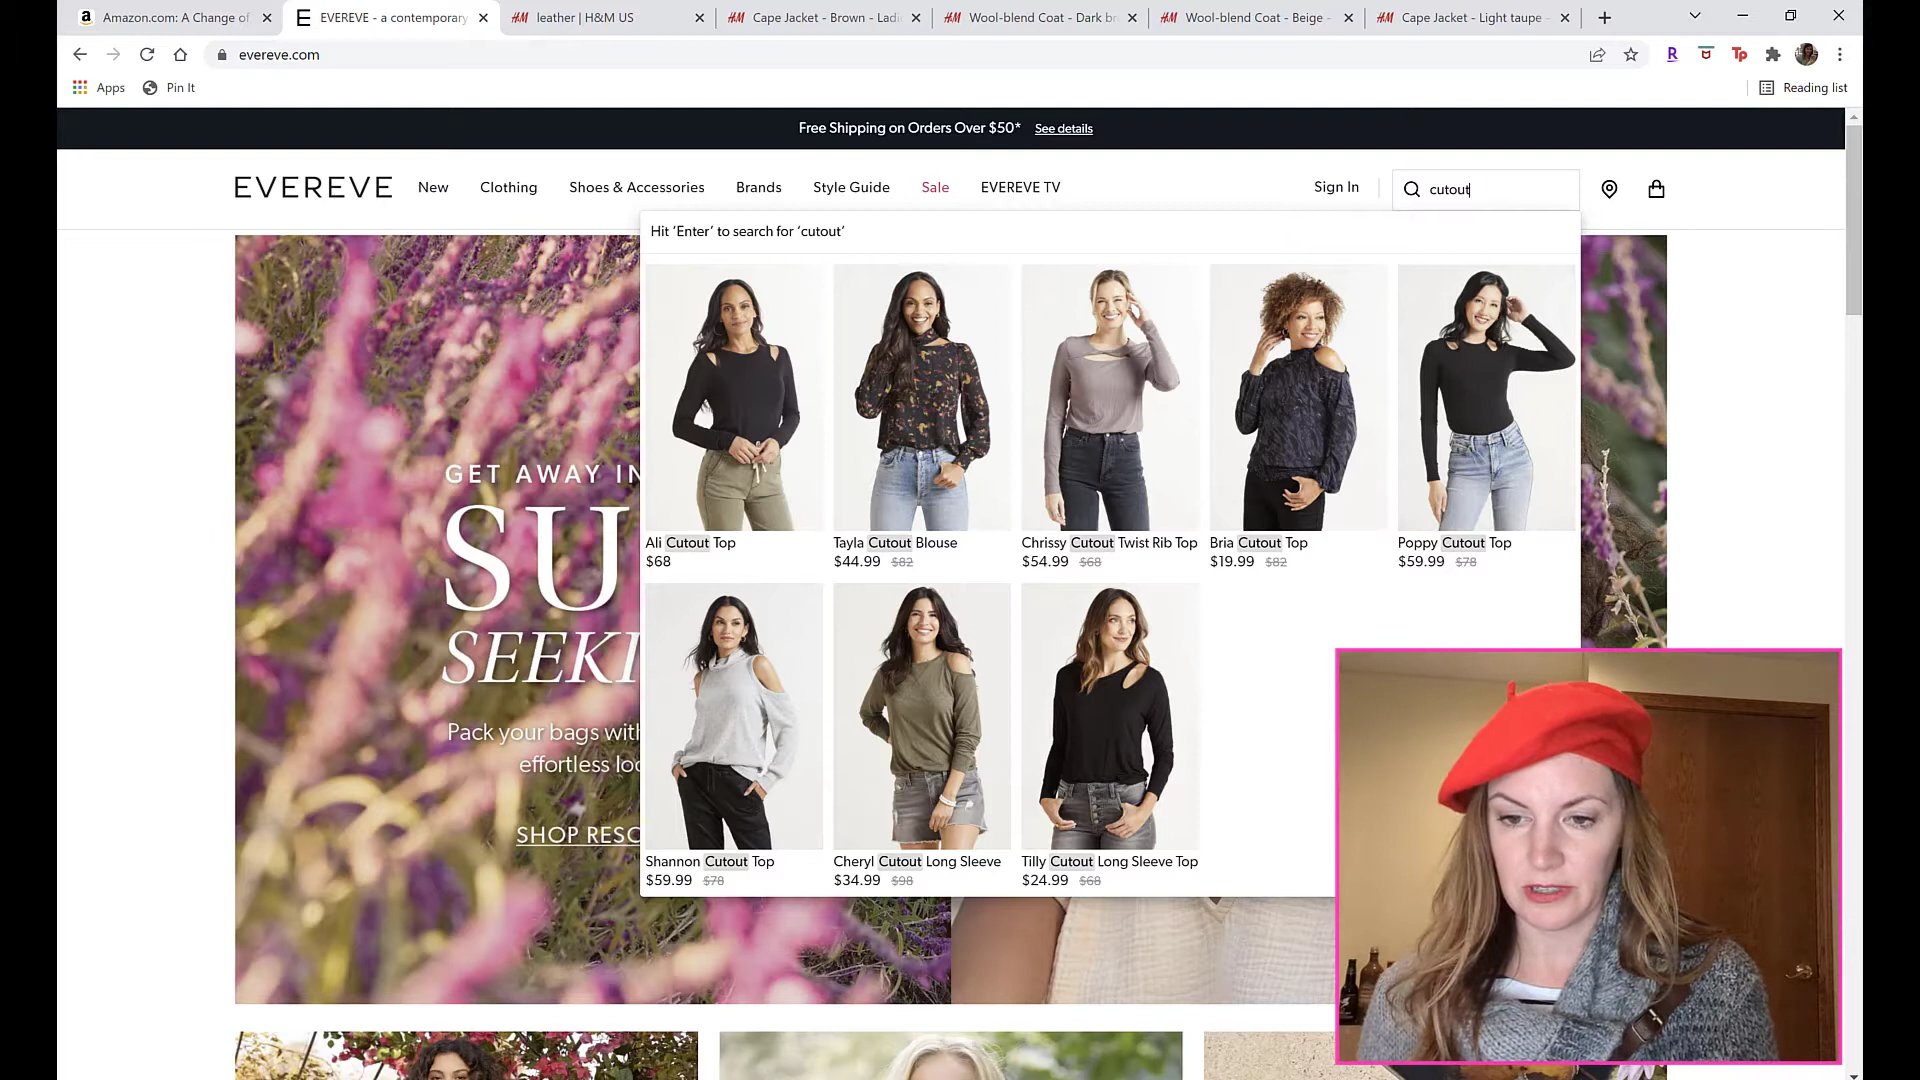 Amazon.com: A Change of
EVEREVE - a contemporary
leather | H&M US
Cape Jacket - Brown - Ladi
Wool-blend Coat - Dark b
Wool-blend Coat - Beige -
Cape Jacket - Light taupe -
evereve.com
Apps
Pin It
Reading list
Free Shipping on Orders Over $50* See details
EVEREVE
New
Clothing
Shoes & Accessories
Brands
Style Guide
Sale
EVEREVE TV
Sign In
cutout
Hit ‘Enter’ to search for ‘cutout’
Ali Cutout Top
$68
Tayla Cutout Blouse
$44.99 $82
Chrissy Cutout Twist Rib Top
$54.99 $68
Bria Cutout Top
$19.99 $82
Poppy Cutout Top
$59.99 $78
Shannon Cutout Top
$59.99 $78
Cheryl Cutout Long Sleeve
$34.99 $98
Tilly Cutout Long Sleeve Top
$24.99 $68
GET AWAY IN
SU
SEEKI
Pack your bags with
effortless loo
SHOP RESO